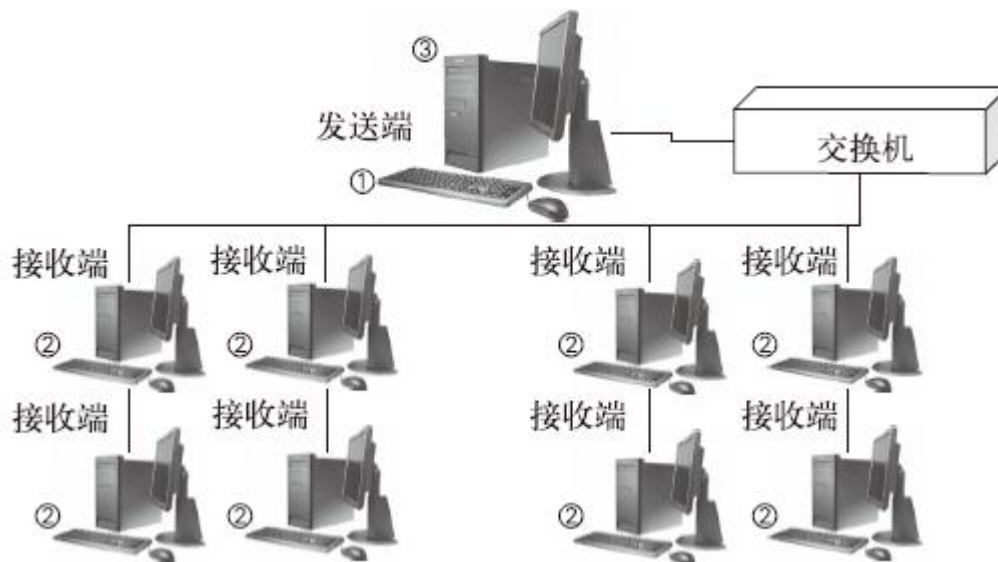 ③
发送端
交换机
①
接收端 接收端 接收端 接收端
② ② ② ②
接收端 接收端 接收端 接收端
② ② ② ②